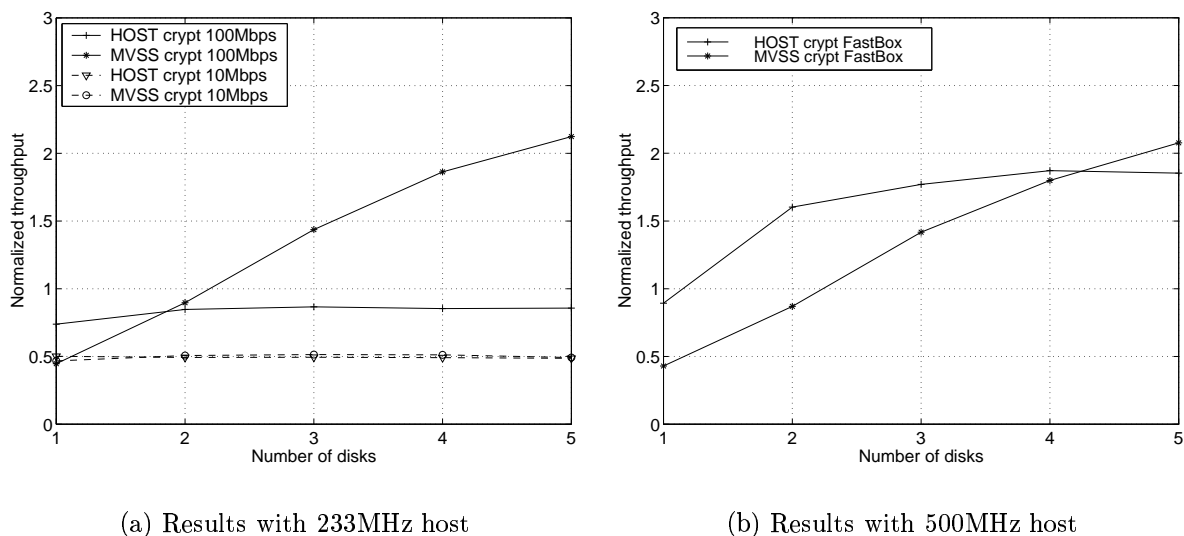 3
2.5
2
1.5
1
0.5
0
1
2
3
4
5
Normalized throughput
Number of disks
HOST crypt 100Mbps
MVSS crypt 100Mbps
HOST crypt 10Mbps
MVSS crypt 10Mbps
(a) Results with 233MHz host
3
2.5
2
1.5
1
0.5
0
1
2
3
4
5
Normalized throughput
Number of disks
HOST crypt FastBox
MVSS crypt FastBox
(b) Results with 500MHz host